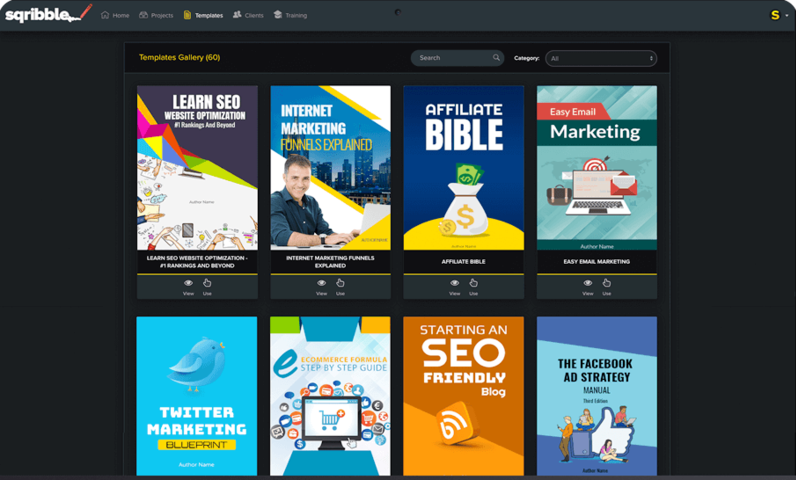 sqribble
Home
Projects
Templates
Clients
Training
S
Templates Gallery (60)
Search
Category:
All
LEARN SEO
WEBSITE OPTIMIZATION
#1 Rankings And Beyond
Author Name
LEARN SEO WEBSITE OPTIMIZATION -
#1 RANKINGS AND BEYOND
View
Use
INTERNET
MARKETING
FUNNELS EXPLAINED
INTERNET MARKETING FUNNELS
EXPLAINED
View
Use
AFFILIATE
BIBLE
$
$
Author Name
AFFILIATE BIBLE
View
Use
Easy Email
Marketing
Author Name
EASY EMAIL MARKETING
View
Use
TWITTER
MARKETING
BLUEPRINT
Author Name
e
ECOMMERCE FORMULA
STEP BY STEP GUIDE
STARTING AN
SEO
FRIENDLY
Blog
b
THE FACEBOOK
AD STRATEGY
MANUAL
Third Edition
Author Name